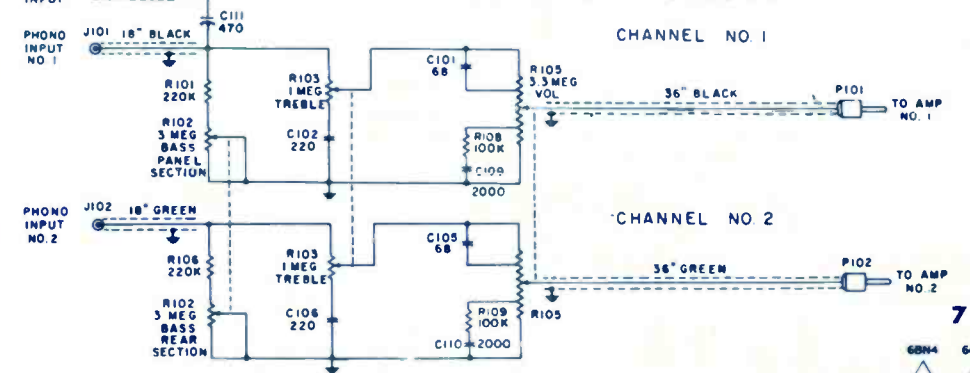 INPUT
C111
470
PHONO
INPUT
NO. 1
J101
18" BLACK
CHANNEL NO. 1
R101
220K
R103
1 MEG
TREBLE
C101
68
R105
3.3 MEG
VOL
36" BLACK
P101
TO AMP
NO. 1
R102
3 MEG
BASS
PANEL
SECTION
C102
220
R108
100K
C109
2000
PHONO
INPUT
NO. 2
J102
18" GREEN
CHANNEL NO. 2
R106
220K
R103
1 MEG
TREBLE
C105
68
36" GREEN
P102
TO AMP
NO. 2
R102
3 MEG
BASS
REAR
SECTION
C106
220
R109
100K
C110
2000
R105
7
6BN4